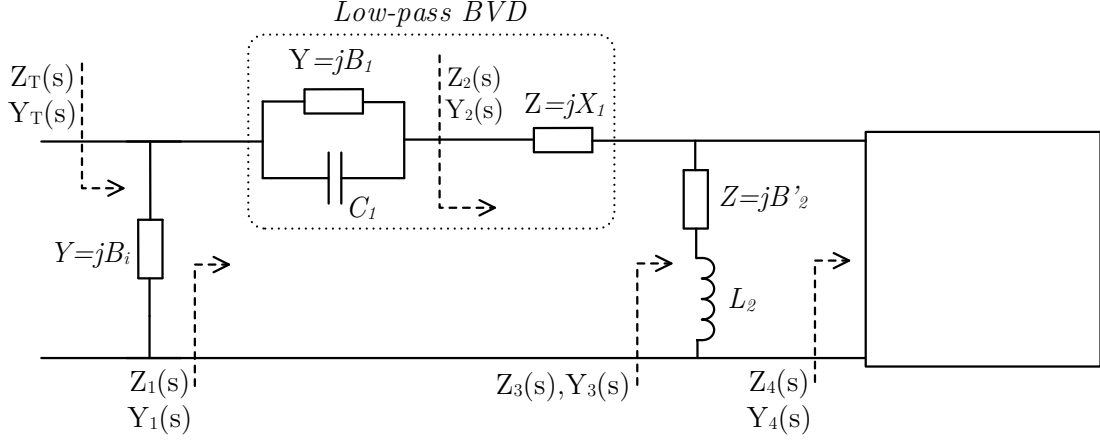 Low-pass BVD
Z_T(s)
Y_T(s)
Y=jB_1
C_1
Z_2(s)
Y_2(s)
Z=jX_1
Y=jB_i
Z=jB'_2
L_2
Z_1(s)
Y_1(s)
Z_3(s),Y_3(s)
Z_4(s)
Y_4(s)